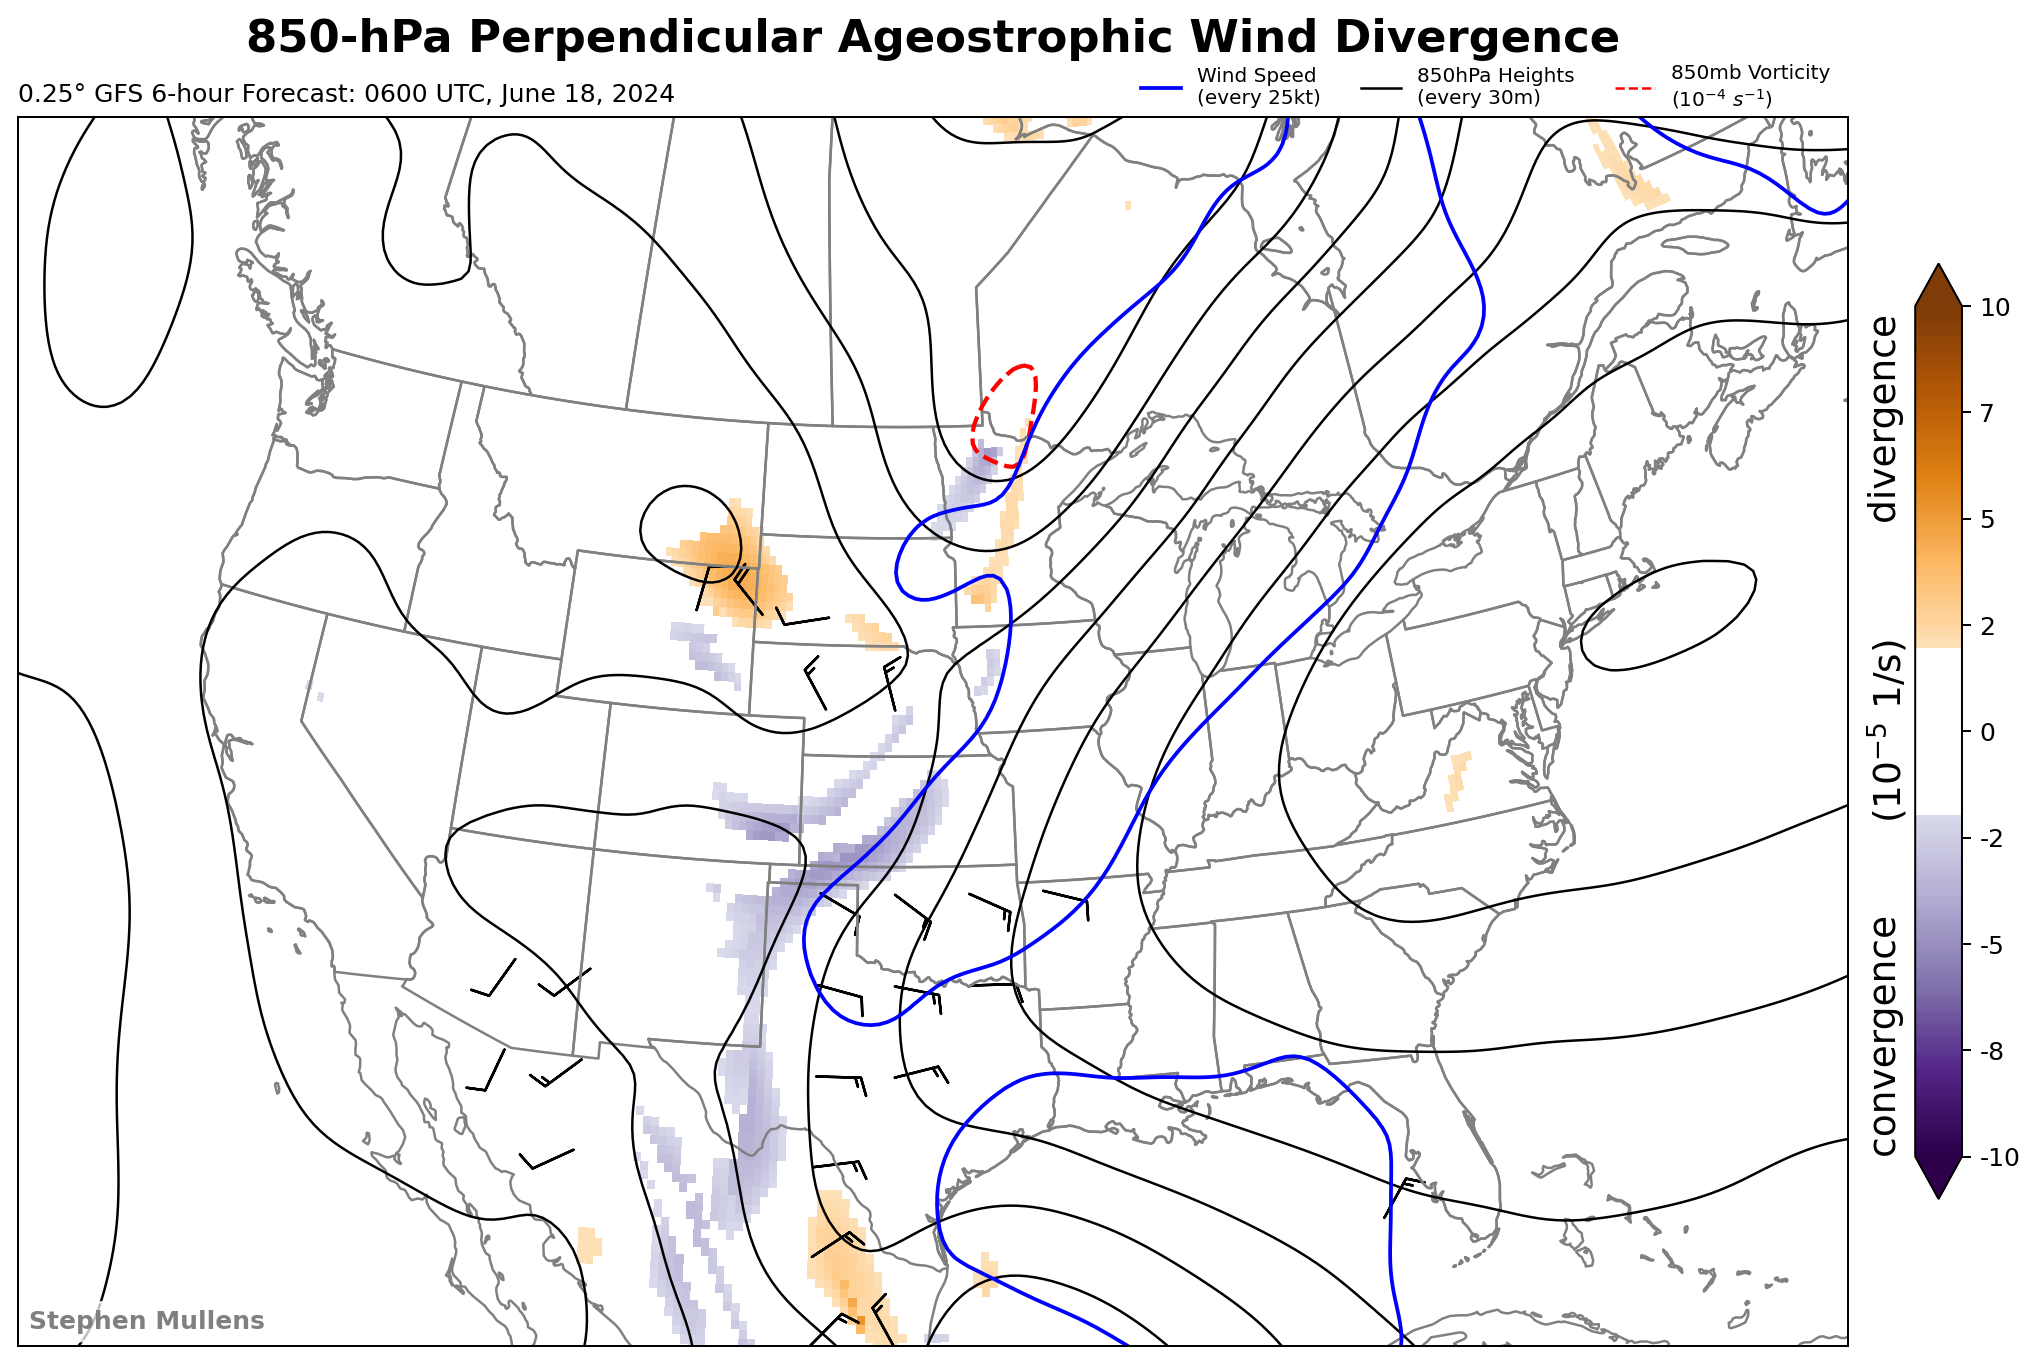 850-hPa Perpendicular Ageostrophic Wind Divergence
0.25° GFS 6-hour Forecast: 0600 UTC, June 18, 2024
Wind Speed
(every 25kt)
850hPa Heights
(every 30m)
850mb Vorticity
(10⁻⁴ s⁻¹)
10
7
5
2
0
-2
-5
-8
-10
convergence (10⁻⁵ 1/s) divergence
Stephen Mullens